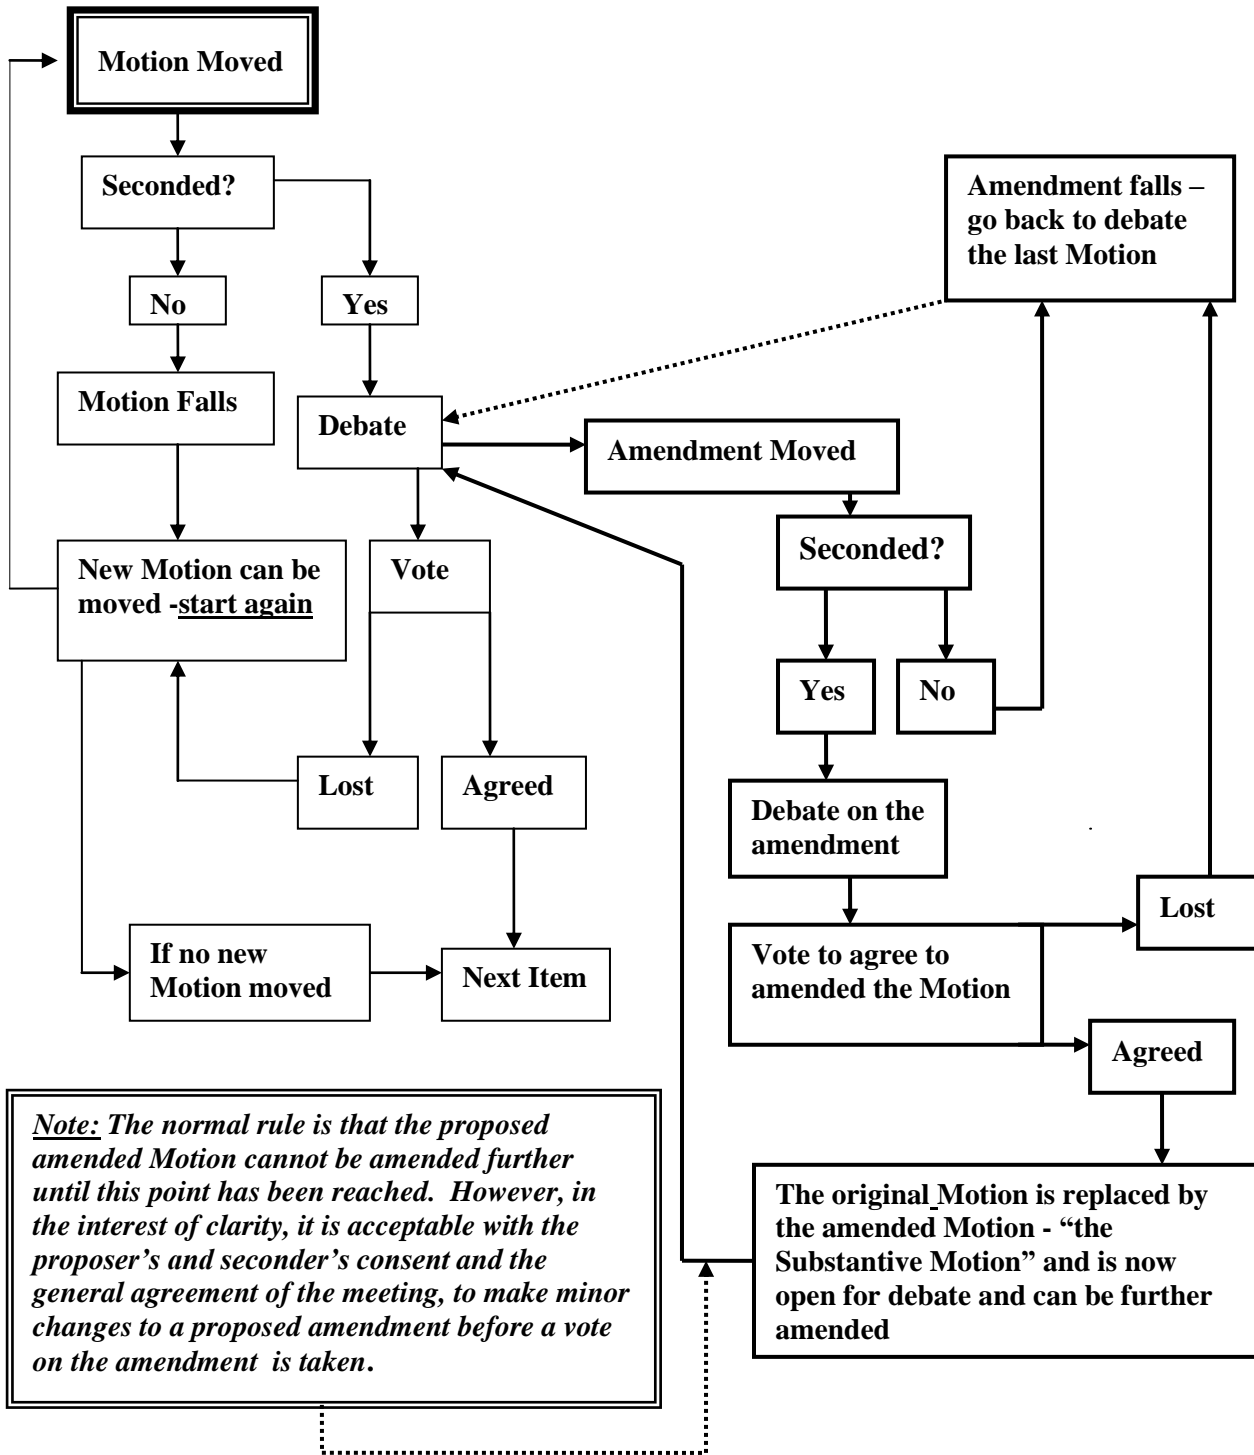 Motion Moved
Seconded?
No
Yes
Motion Falls
Debate
New Motion can be
moved -start again
Vote
Lost
Agreed
If no new
Motion moved
Next Item
Amendment falls –
go back to debate
the last Motion
Amendment Moved
Seconded?
Yes
No
Debate on the
amendment
Vote to agree to
amended the Motion
Lost
Agreed
The original Motion is replaced by
the amended Motion - “the
Substantive Motion” and is now
open for debate and can be further
amended
Note: The normal rule is that the proposed
amended Motion cannot be amended further
until this point has been reached. However, in
the interest of clarity, it is acceptable with the
proposer’s and seconder’s consent and the
general agreement of the meeting, to make minor
changes to a proposed amendment before a vote
on the amendment is taken.